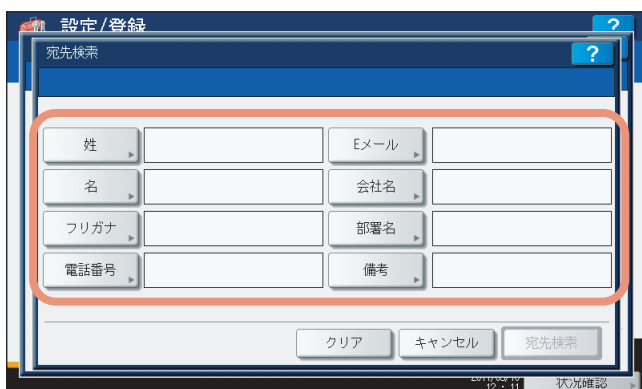 設定/登録 ?
宛先検索 ?
姓 Eメール
名 会社名
フリガナ 部署名
電話番号 備考
クリア キャンセル 宛先検索
12 : 11 状況確認